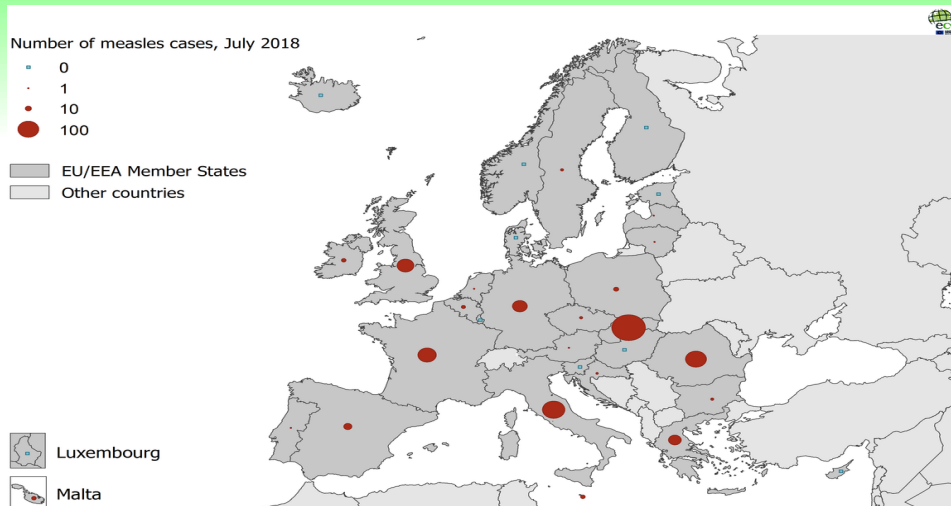 Number of measles cases, July 2018
0
1
10
100
EU/EEA Member States
Other countries
Luxembourg
Malta